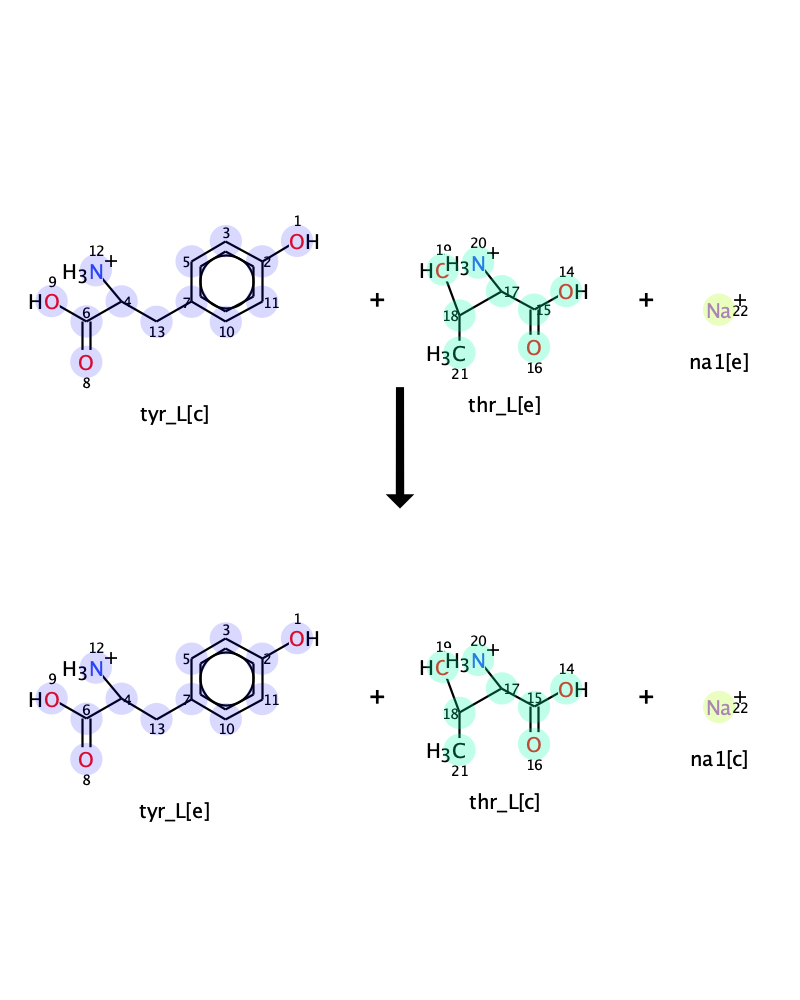 1
3
12
5
2
H₃N⁺
OH
9
HO
6
4
7
11
13
10
O
8
tyr_L[c]
+
19
20
HO
H₃N⁺
14
OH
17
15
18
H₃C
21
O
16
thr_L[e]
+
Na⁺
22
na1[e]
1
3
12
5
2
H₃N⁺
OH
9
HO
6
4
7
11
13
10
O
8
tyr_L[e]
+
19
20
HO
H₃N⁺
14
OH
17
15
18
H₃C
21
O
16
thr_L[c]
+
Na⁺
22
na1[c]